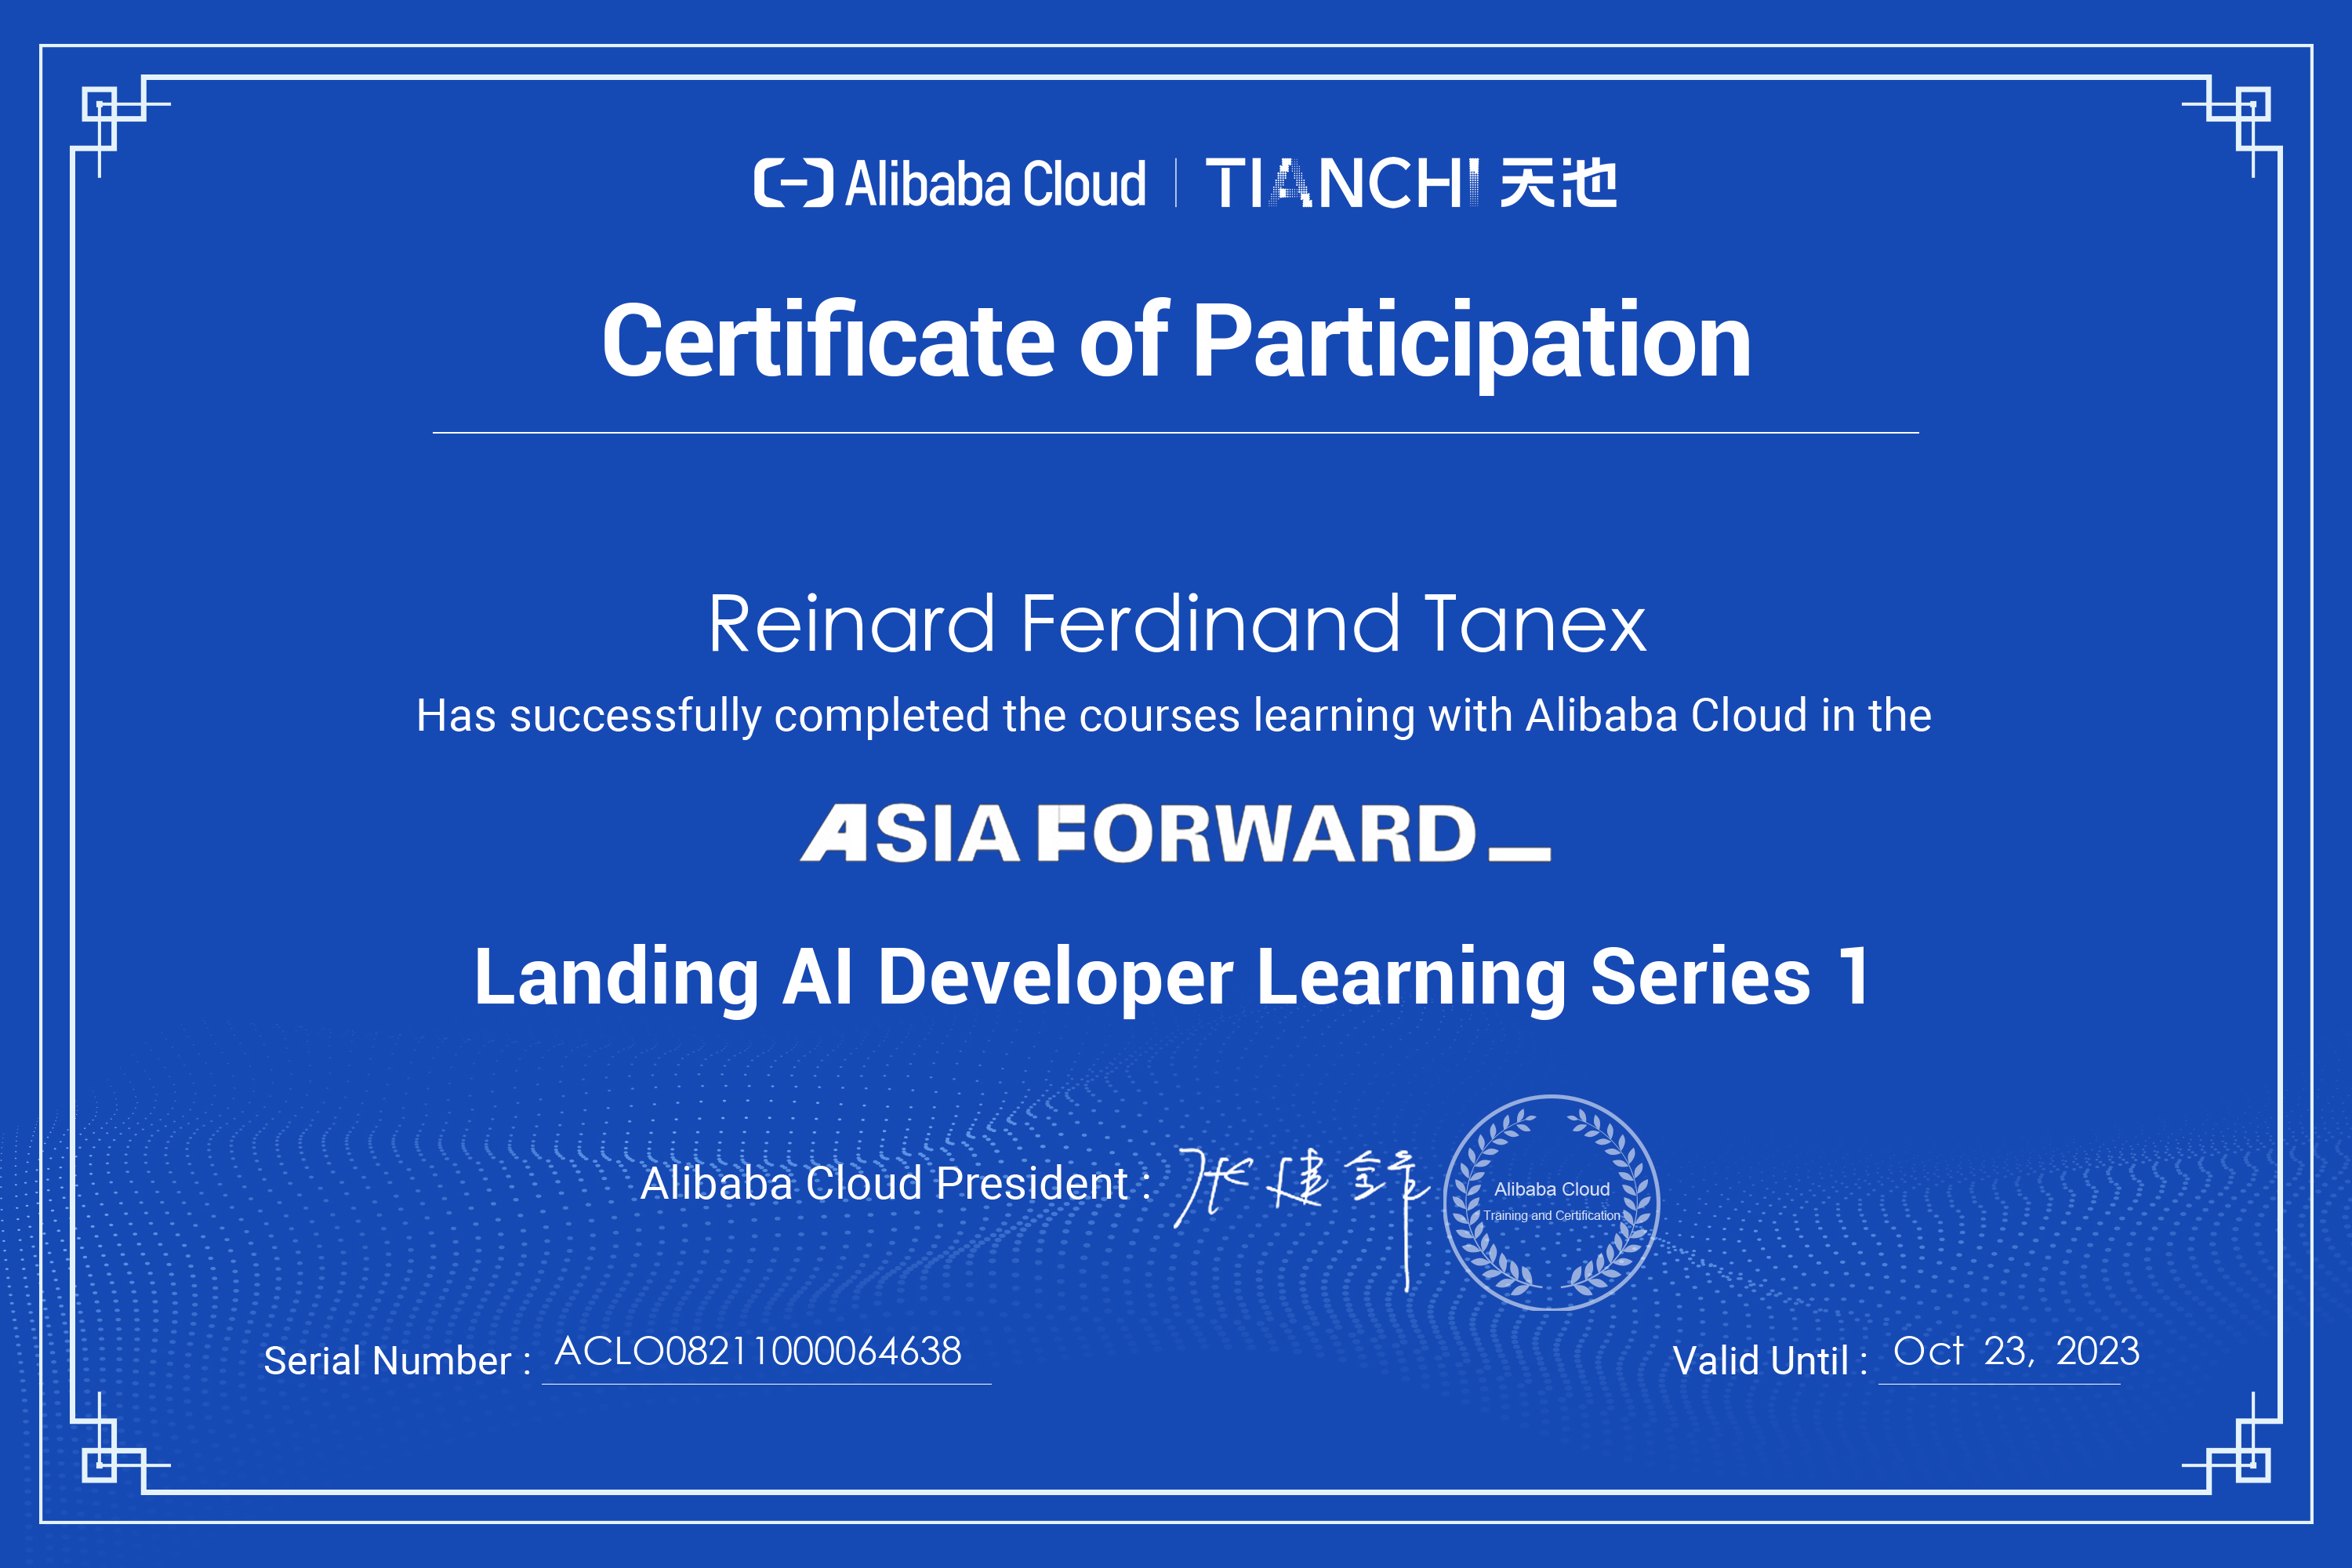 Alibaba Cloud | TIANCHI 天池
Certificate of Participation
Reinard Ferdinand Tanex
Has successfully completed the courses learning with Alibaba Cloud in the
ASIA FORWARD_
Landing AI Developer Learning Series 1
Alibaba Cloud President : 张建锋
Alibaba Cloud
Training and Certification
Serial Number : ACLO08211000064638
Valid Until : Oct 23, 2023